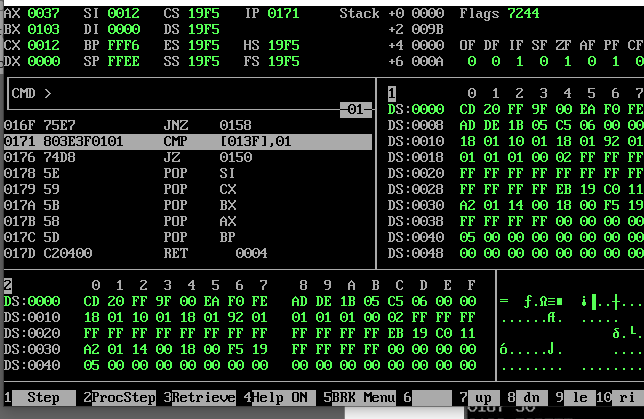 AX 0037 SI 0012 CS 19F5 IP 0171 Stack +0 0000 Flags 7244
BX 0103 DI 0000 DS 19F5 +2 009B
CX 0012 BP FFF6 ES 19F5 HS 19F5 +4 0000 OF DF IF SF ZF AF PF CF
DX 0000 SP FFEE SS 19F5 FS 19F5 +6 000A 0 0 1 0 1 0 1 0
CMD >
01
1 0 1 2 3 4 5 6 7
DS:0000 CD 20 FF 9F 00 EA F0 FE
016F 75E7 JNZ 0158 DS:0008 AD DE 1B 05 C5 06 00 00
0171 803E3F0101 CMP [013F],01 DS:0010 18 01 10 01 18 01 92 01
0176 74D8 JZ 0150 DS:0018 01 01 01 00 02 FF FF FF
0178 5E POP SI DS:0020 FF FF FF FF FF FF FF FF
0179 59 POP CX DS:0028 FF FF FF FF EB 19 C0 11
017A 5B POP BX DS:0030 A2 01 14 00 18 00 F5 19
017B 58 POP AX DS:0038 FF FF FF FF 00 00 00 00
017C 5D POP BP DS:0040 05 00 00 00 00 00 00 00
017D C20400 RET 0004 DS:0048 00 00 00 00 00 00 00 00
2 0 1 2 3 4 5 6 7 8 9 A B C D E F
DS:0000 CD 20 FF 9F 00 EA F0 FE AD DE 1B 05 C5 06 00 00 = ƒ.Ω≡■ ¡▐..┼..
DS:0010 18 01 10 01 18 01 92 01 01 01 01 00 02 FF FF FF ......Æ. .....
DS:0020 FF FF FF FF FF FF FF FF FF FF FF FF EB 19 C0 11 δ.└.
DS:0030 A2 01 14 00 18 00 F5 19 FF FF FF FF 00 00 00 00 ó.....⌡. ....
DS:0040 05 00 00 00 00 00 00 00 00 00 00 00 00 00 00 00 ........ ........
1 Step 2ProcStep 3Retrieve 4Help ON 5BRK Menu 6 7 up 8 dn 9 le 10 ri